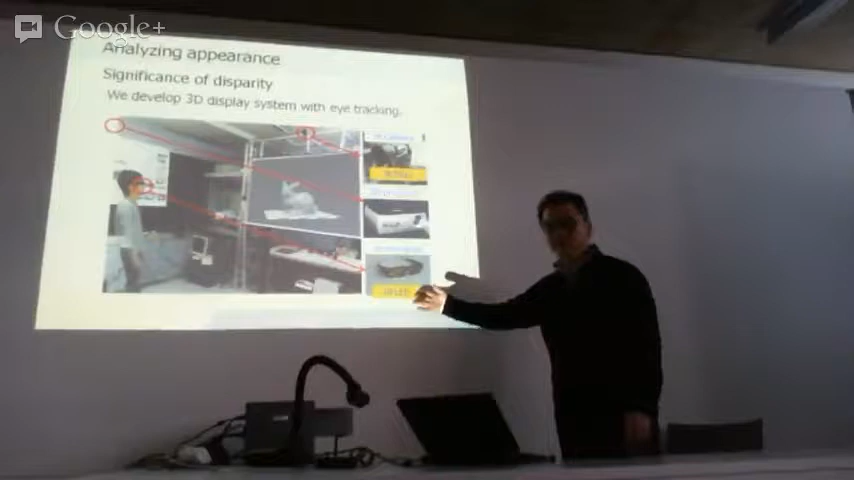 Google+
Analyzing appearance
Significance of disparity
We develop 3D display system with eye tracking.